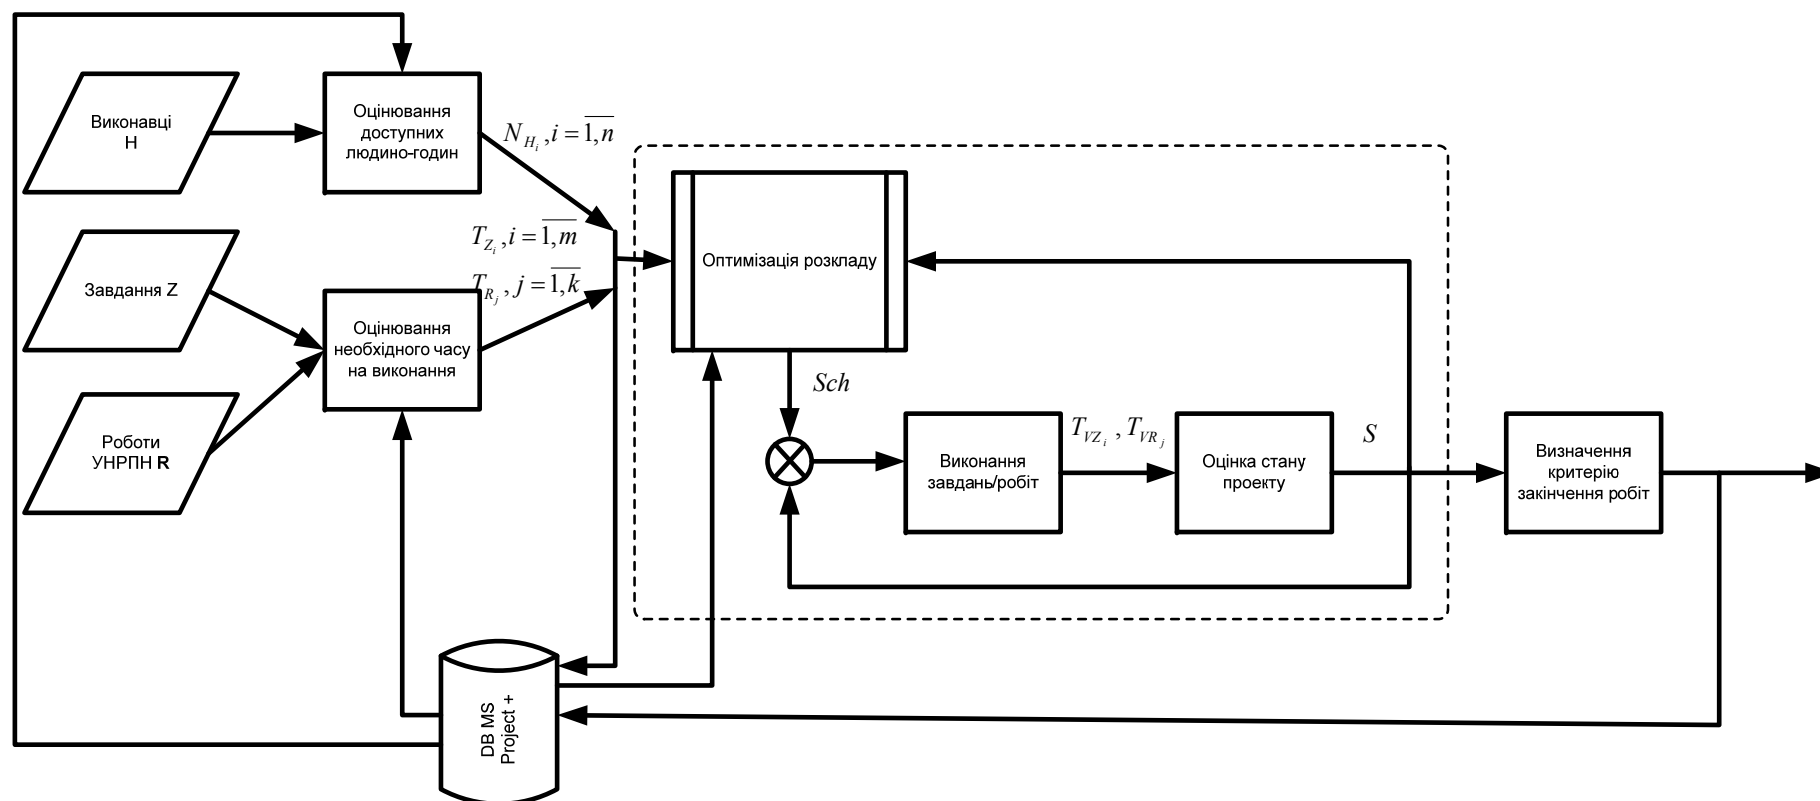 Виконавці
Н
Оцінювання
доступних
людино-годин
N_{H_i}, i = \overline{1,n}
Завдання Z
T_{Z_i}, i = \overline{1,m}
T_{R_j}, j = \overline{1,k}
Оцінювання
необхідного часу
на виконання
Роботи
УНРПН R
Оптимізація розкладу
Sch
Виконання
завдань/робіт
T_{VZ_i}, T_{VR_j}
Оцінка стану
проекту
S
Визначення
критерію
закінчення робіт
DB MS
Project +